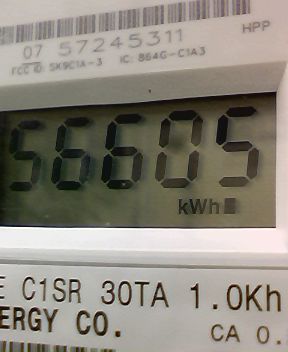 HPP
07 57245311
FCC ID: SK9C1A-3 IC: 864G-C1A3
56605
kWh
C1SR 30TA 1.0Kh
ERGY CO.
CA 0.